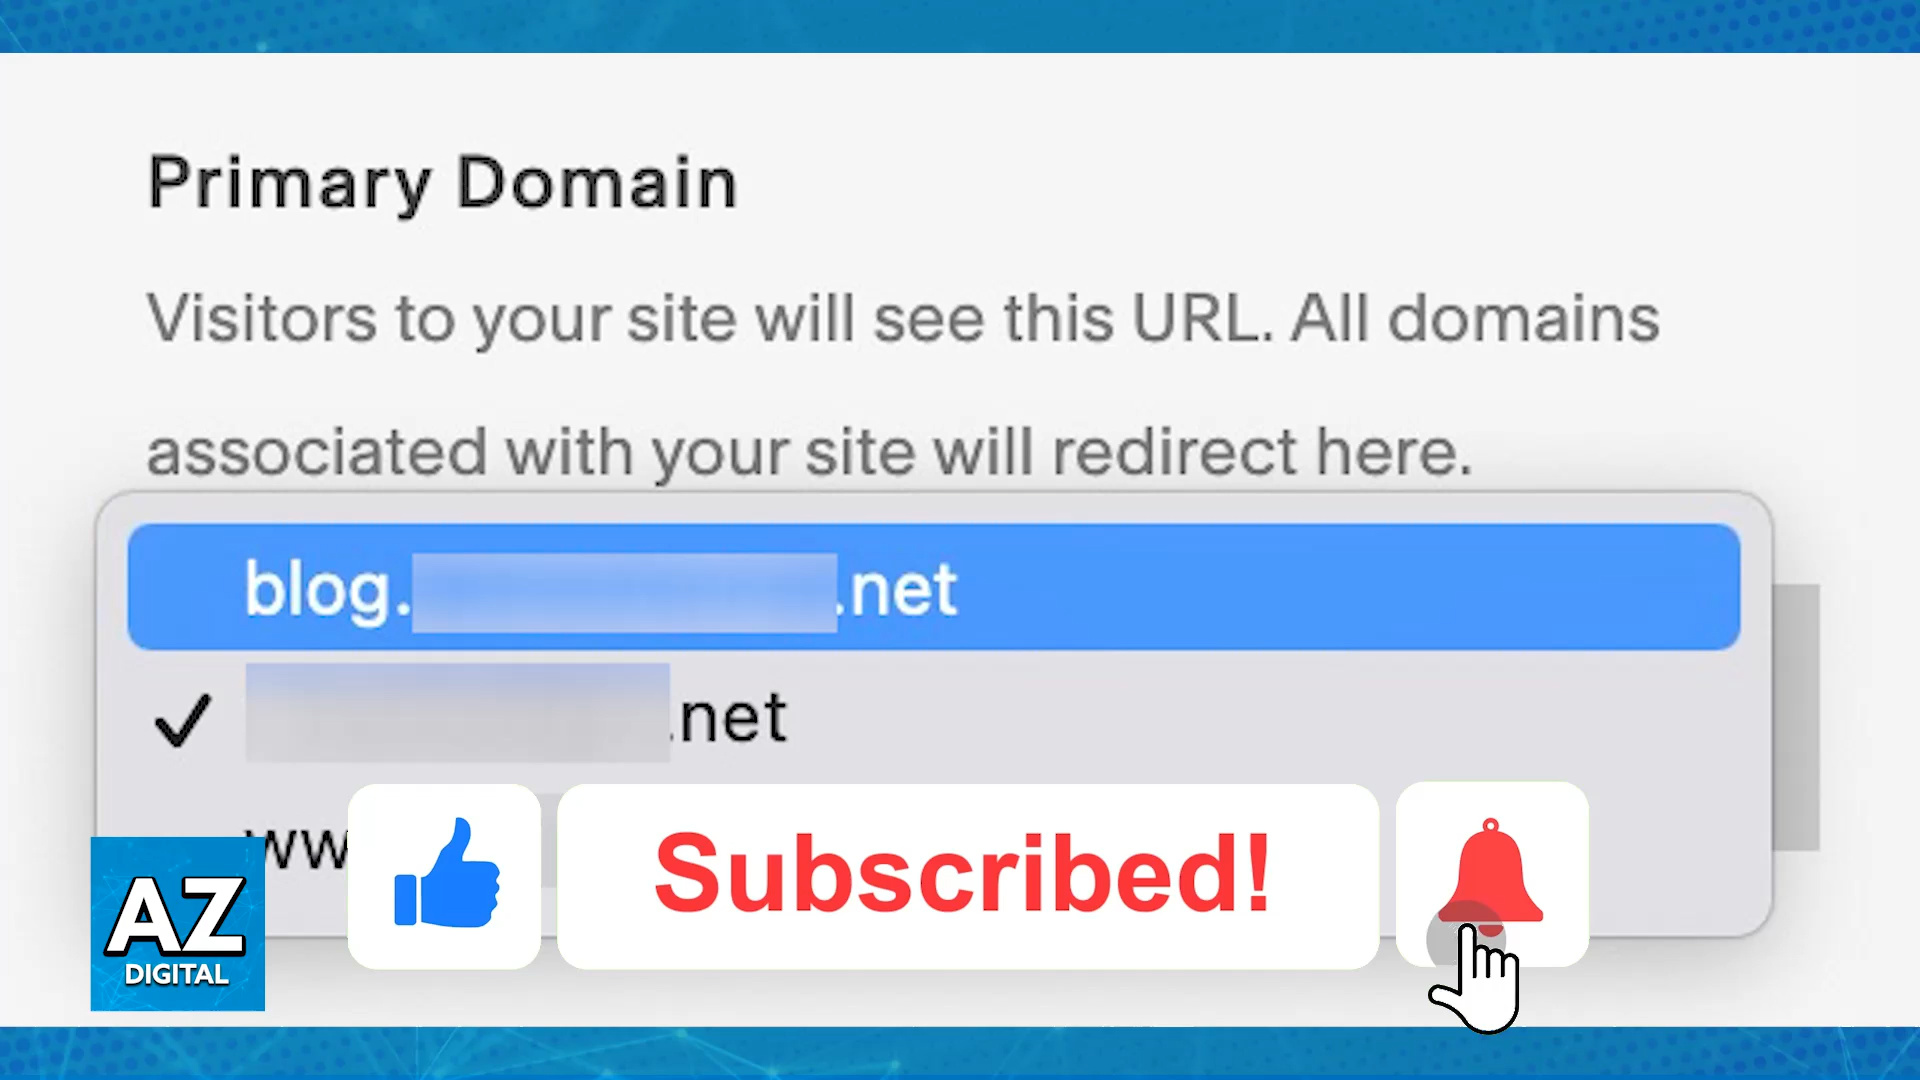 Primary Domain
Visitors to your site will see this URL. All domains
associated with your site will redirect here.
blog. .net
.net
Subscribed!
AZ
DIGITAL